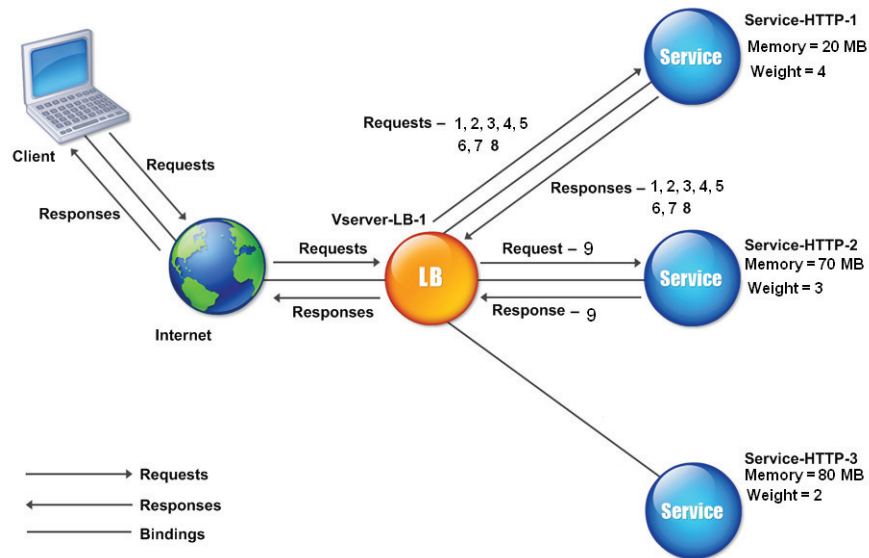 Service-HTTP-1
Service
Memory = 20 MB
Weight = 4
Requests – 1, 2, 3, 4, 5
6, 7 8
Client
Requests
Responses
Responses – 1, 2, 3, 4, 5
6, 7 8
Vserver-LB-1
Requests
LB
Request – 9
Service-HTTP-2
Service
Memory = 70 MB
Weight = 3
Responses
Response – 9
Internet
Service-HTTP-3
Service
Memory = 80 MB
Weight = 2
Requests
Responses
Bindings